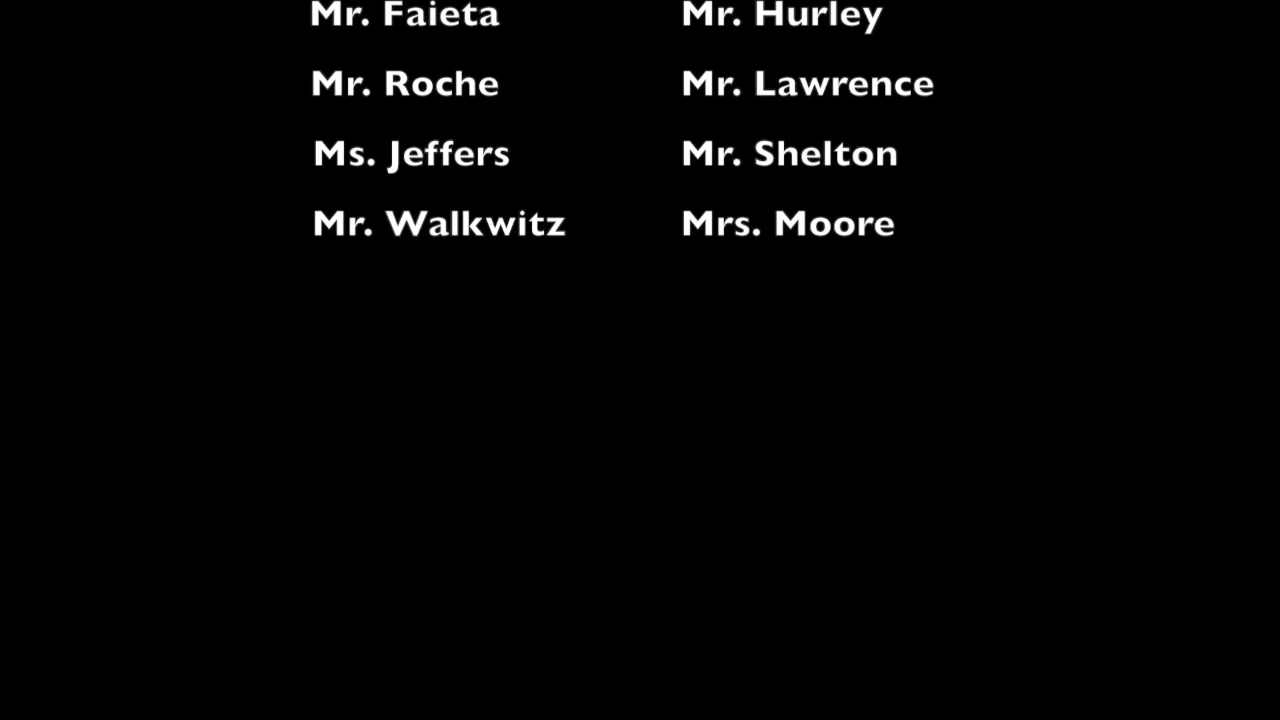 Mr. Faieta Mr. Hurley
Mr. Roche Mr. Lawrence
Ms. Jeffers Mr. Shelton
Mr. Walkwitz Mrs. Moore